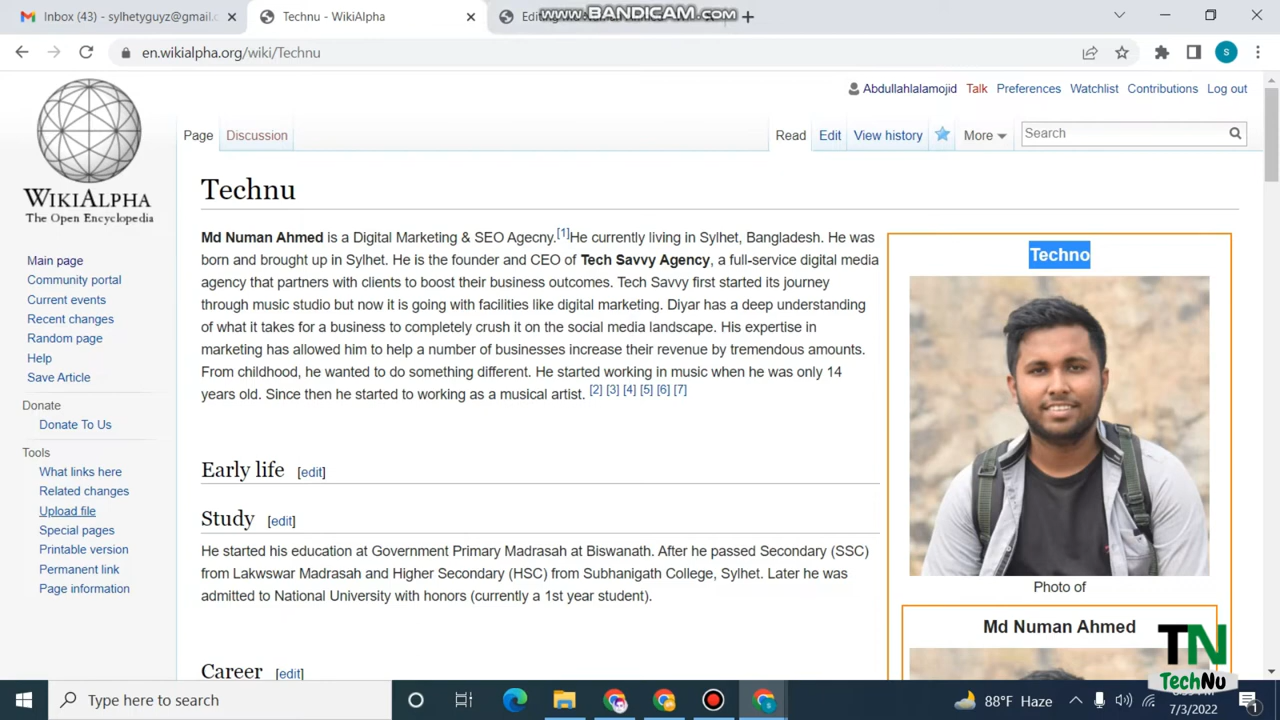 Inbox (43) - sylhetyguyz@gmail.c
Technu - WikiAlpha
www.BANDICAM.com
en.wikialpha.org/wiki/Technu
S
Abdullahlalamojid Talk Preferences Watchlist Contributions Log out
Page Discussion Read Edit View history More Search
WIKIALPHA
The Open Encyclopedia
Main page
Community portal
Current events
Recent changes
Random page
Help
Save Article
Donate
Donate To Us
Tools
What links here
Related changes
Upload file
Special pages
Printable version
Permanent link
Page information
Technu
Md Numan Ahmed is a Digital Marketing & SEO Agecny.[1]He currently living in Sylhet, Bangladesh. He was
born and brought up in Sylhet. He is the founder and CEO of Tech Savvy Agency, a full-service digital media
agency that partners with clients to boost their business outcomes. Tech Savvy first started its journey
through music studio but now it is going with facilities like digital marketing. Diyar has a deep understanding
of what it takes for a business to completely crush it on the social media landscape. His expertise in
marketing has allowed him to help a number of businesses increase their revenue by tremendous amounts.
From childhood, he wanted to do something different. He started working in music when he was only 14
years old. Since then he started to working as a musical artist. [2] [3] [4] [5] [6] [7]
Early life [edit]
Study [edit]
He started his education at Government Primary Madrasah at Biswanath. After he passed Secondary (SSC)
from Lakwswar Madrasah and Higher Secondary (HSC) from Subhanigath College, Sylhet. Later he was
admitted to National University with honors (currently a 1st year student).
Career [edit]
Techno
Photo of
Md Numan Ahmed
TN
TechNu
Type here to search
88°F Haze
7/3/2022
1